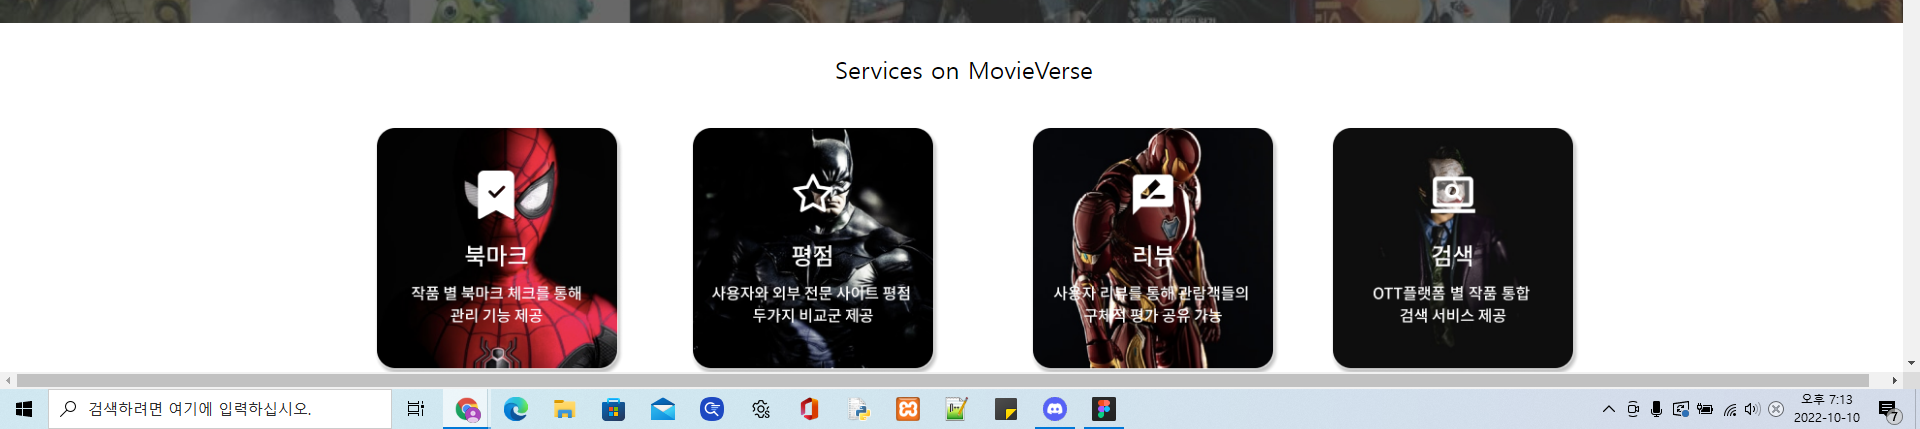 Services on MovieVerse
북마크
작품 별 북마크 체크를 통해
관리 기능 제공
평점
사용자와 외부 전문 사이트 평점
두가지 비교군 제공
리뷰
사용자 리뷰를 통해 관람객들의
구체적 평가 공유 가능
검색
OTT플랫폼 별 작품 통합
검색 서비스 제공
검색하려면 여기에 입력하십시오.
오후 7:13
2022-10-10
7